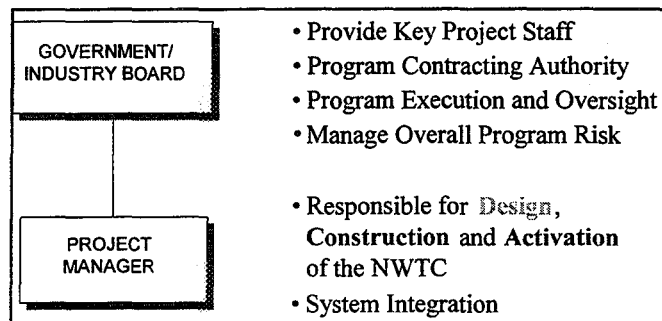 GOVERNMENT/
INDUSTRY BOARD
• Provide Key Project Staff
• Program Contracting Authority
• Program Execution and Oversight
• Manage Overall Program Risk
PROJECT
MANAGER
• Responsible for Design,
Construction and Activation
of the NWTC
• System Integration